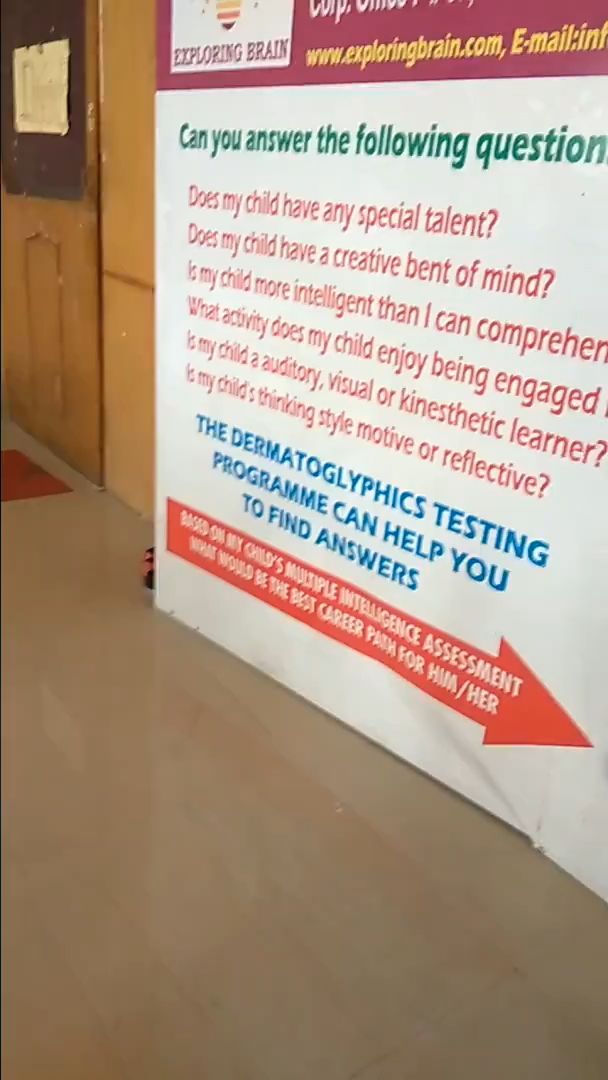 EXPLORING BRAIN
www.exploringbrain.com, E-mail:inf
Can you answer the following question
Does my child have any special talent?
Does my child have a creative bent of mind?
Is my child more intelligent than I can comprehen
What activity does my child enjoy being engaged
Is my child a auditory, visual or kinesthetic learner?
Is my child's thinking style motive or reflective?
THE DERMATOGLYPHICS TESTING
PROGRAMME CAN HELP YOU
TO FIND ANSWERS
BASED ON MY CHILD'S MULTIPLE INTELLIGENCE ASSESSMENT
WHAT WOULD BE THE BEST CAREER PATH FOR HIM/HER